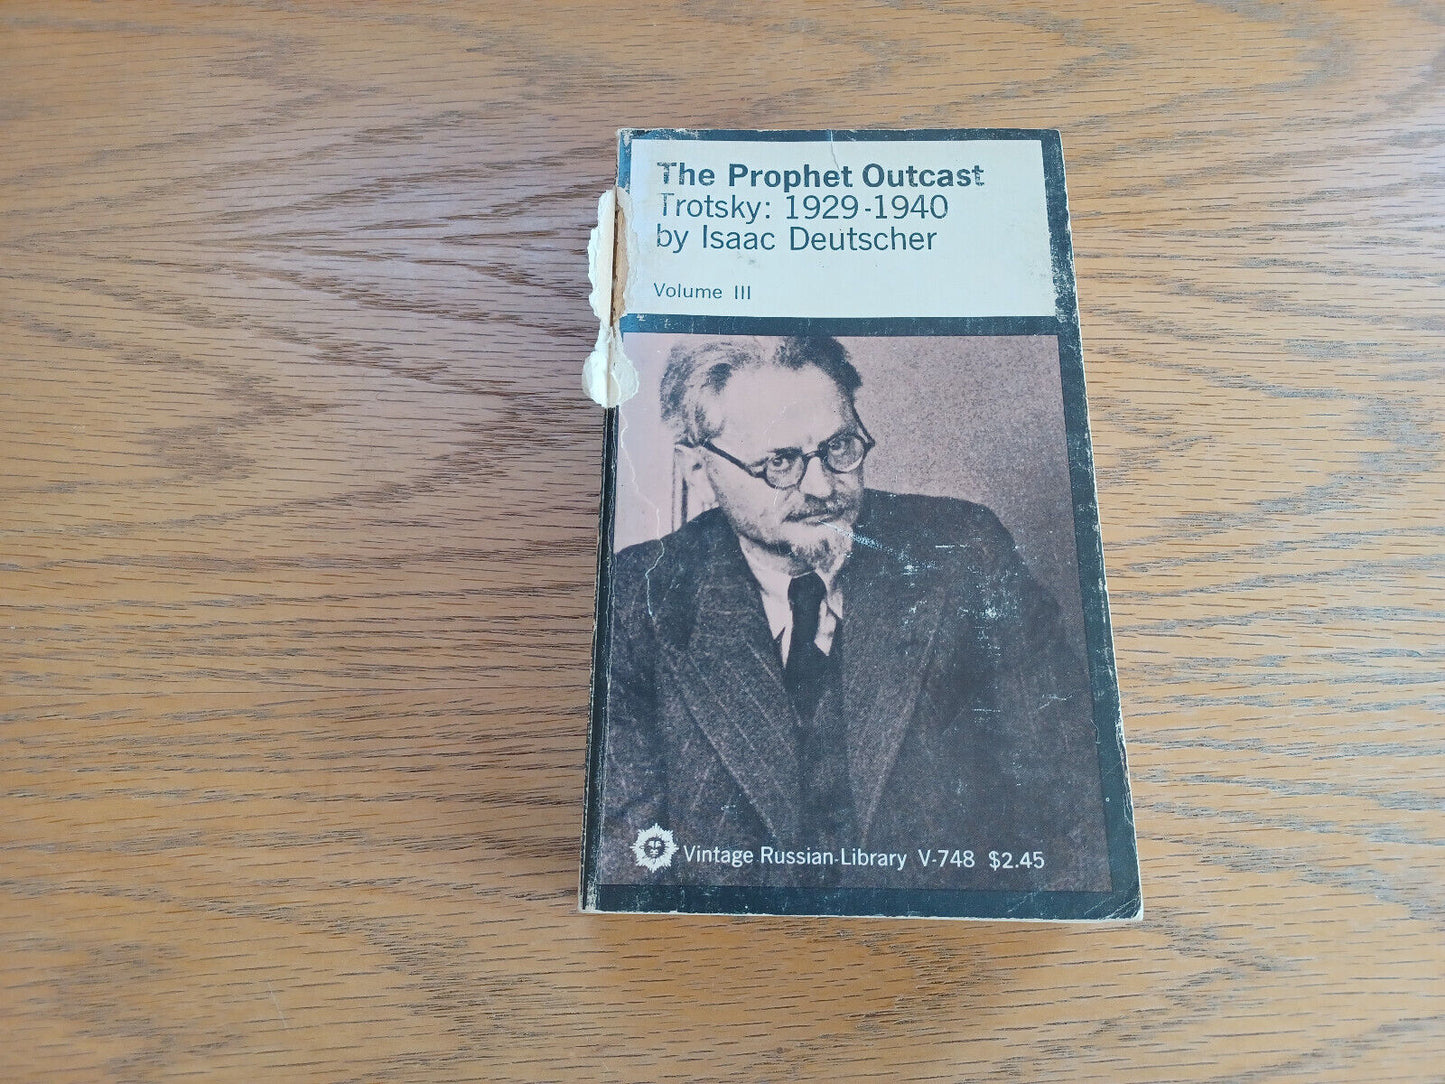 The Prophet Outcast
Trotsky: 1929-1940
by Isaac Deutscher
Volume III
Vintage Russian Library V-748 $2.45